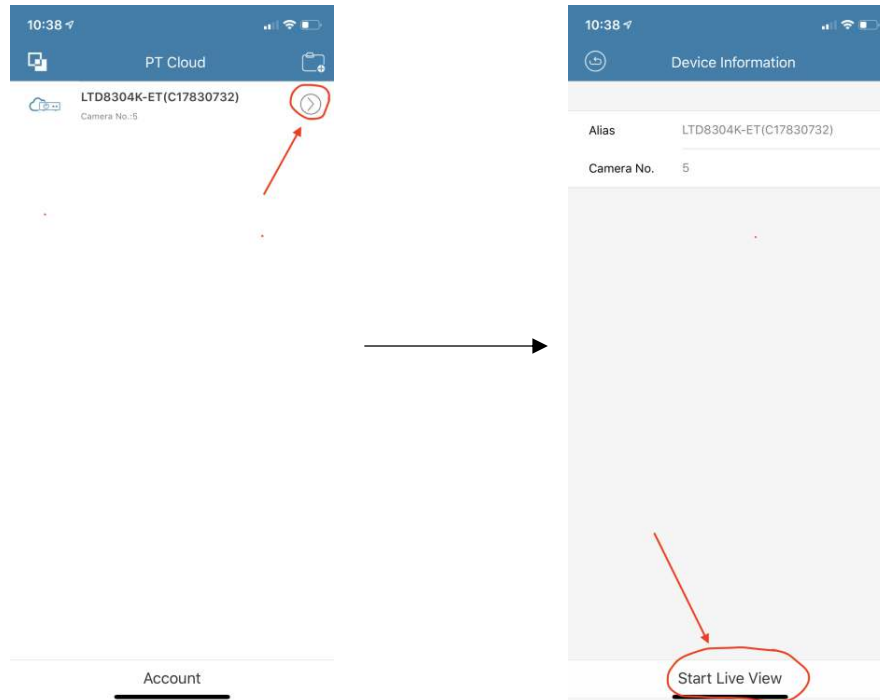 10:38
PT Cloud
LTD8304K-ET(C17830732)
Camera No.:5
Account
10:38
Device Information
Alias LTD8304K-ET(C17830732)
Camera No. 5
Start Live View